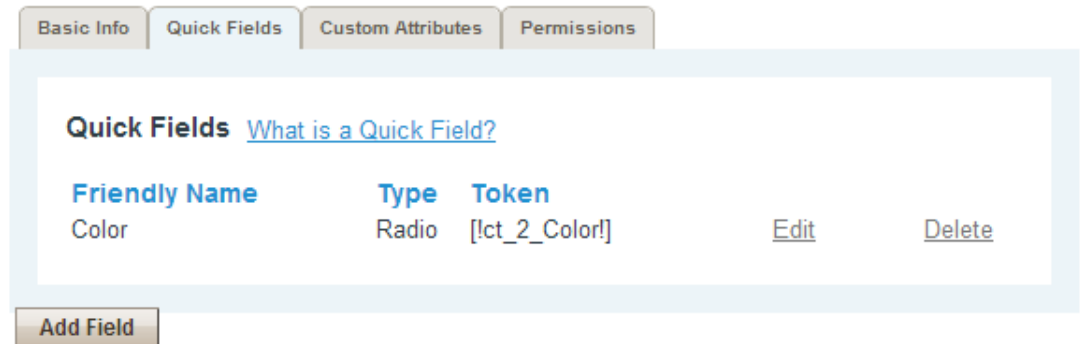 Basic Info Quick Fields Custom Attributes Permissions
Quick Fields What is a Quick Field?
Friendly Name Type Token
Color Radio [!ct_2_Color!] Edit Delete
Add Field